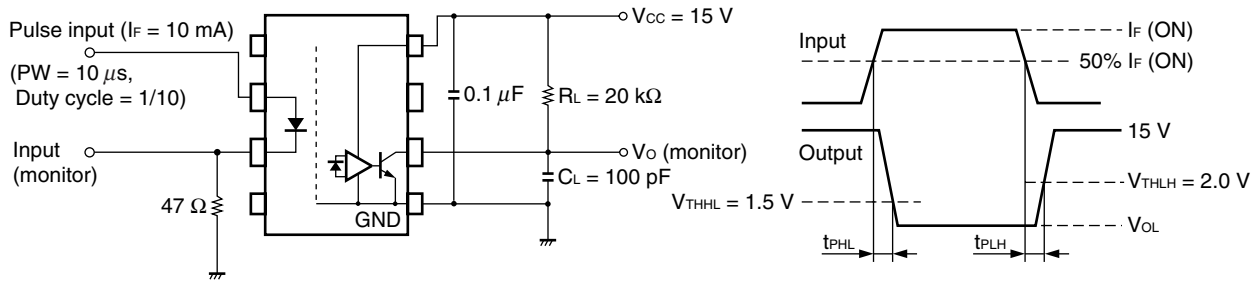 Pulse input (IF = 10 mA)
(PW = 10 μs,
Duty cycle = 1/10)
Input
(monitor)
47 Ω
GND
0.1 μF
VCC = 15 V
RL = 20 kΩ
VO (monitor)
CL = 100 pF
Input
IF (ON)
50% IF (ON)
Output
15 V
VTHHL = 1.5 V
VTHLH = 2.0 V
VOL
tPHL
tPLH